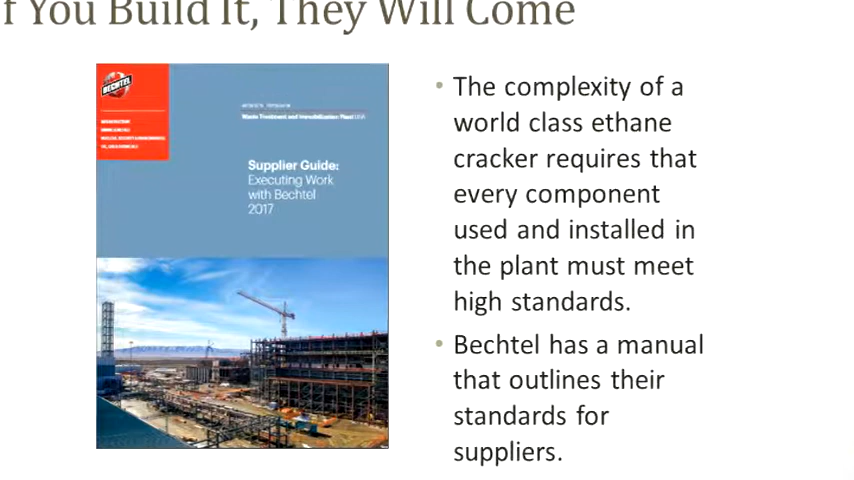 f You Build It, They Will Come
BECHTEL
Waste Treatment and Immobilization Plant USA
Supplier Guide:
Executing Work
with Bechtel
2017
• The complexity of a
world class ethane
cracker requires that
every component
used and installed in
the plant must meet
high standards.
• Bechtel has a manual
that outlines their
standards for
suppliers.